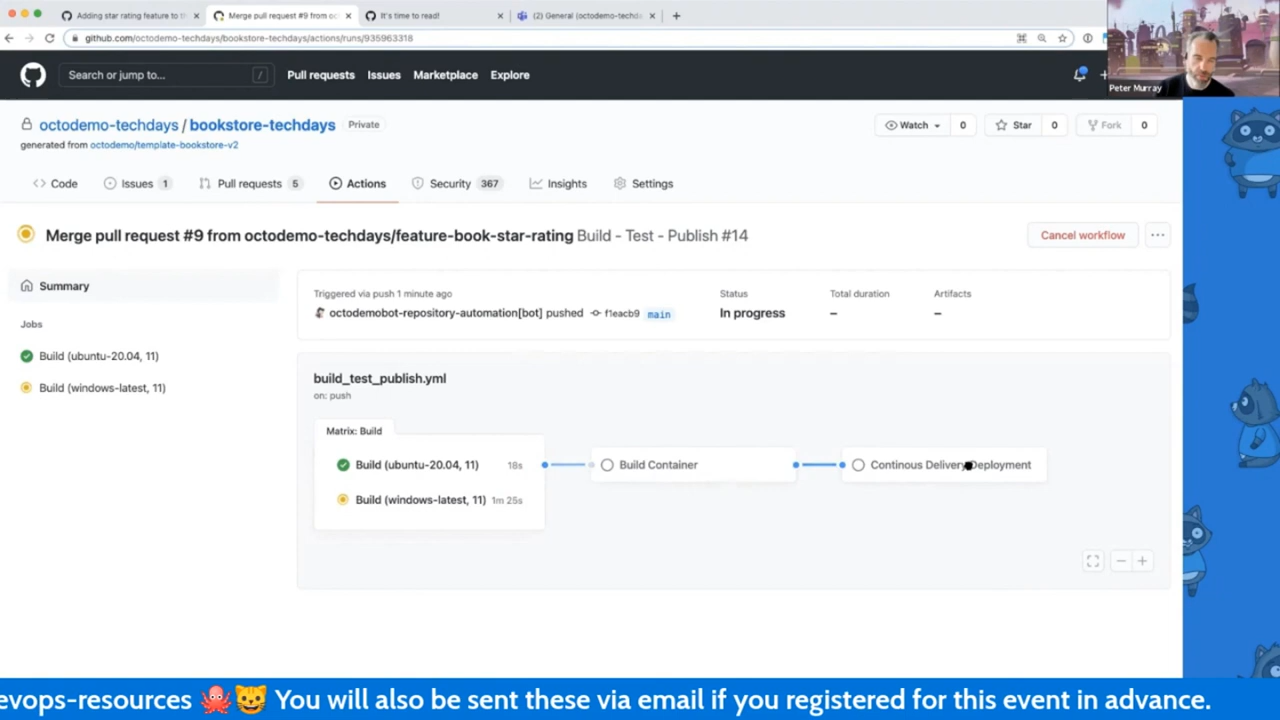 Adding star rating feature to th
Merge pull request #9 from oc
It's time to read!
(2) General (octodemo-techda
github.com/octodemo-techdays/bookstore-techdays/actions/runs/935963318
Search or jump to...
/
Pull requests
Issues
Marketplace
Explore
Peter Murray
octodemo-techdays / bookstore-techdays
Private
generated from octodemo/template-bookstore-v2
Watch
0
Star
0
Fork
0
Code
Issues 1
Pull requests 5
Actions
Security 367
Insights
Settings
Merge pull request #9 from octodemo-techdays/feature-book-star-rating Build - Test - Publish #14
Cancel workflow
Summary
Jobs
Build (ubuntu-20.04, 11)
Build (windows-latest, 11)
Triggered via push 1 minute ago
octodemobot-repository-automation[bot] pushed f1eacb9 main
Status
In progress
Total duration
–
Artifacts
–
build_test_publish.yml
on: push
Matrix: Build
Build (ubuntu-20.04, 11) 18s
Build (windows-latest, 11) 1m 25s
Build Container
Continous Delivery Deployment
evops-resources 🐙😺 You will also be sent these via email if you registered for this event in advance.